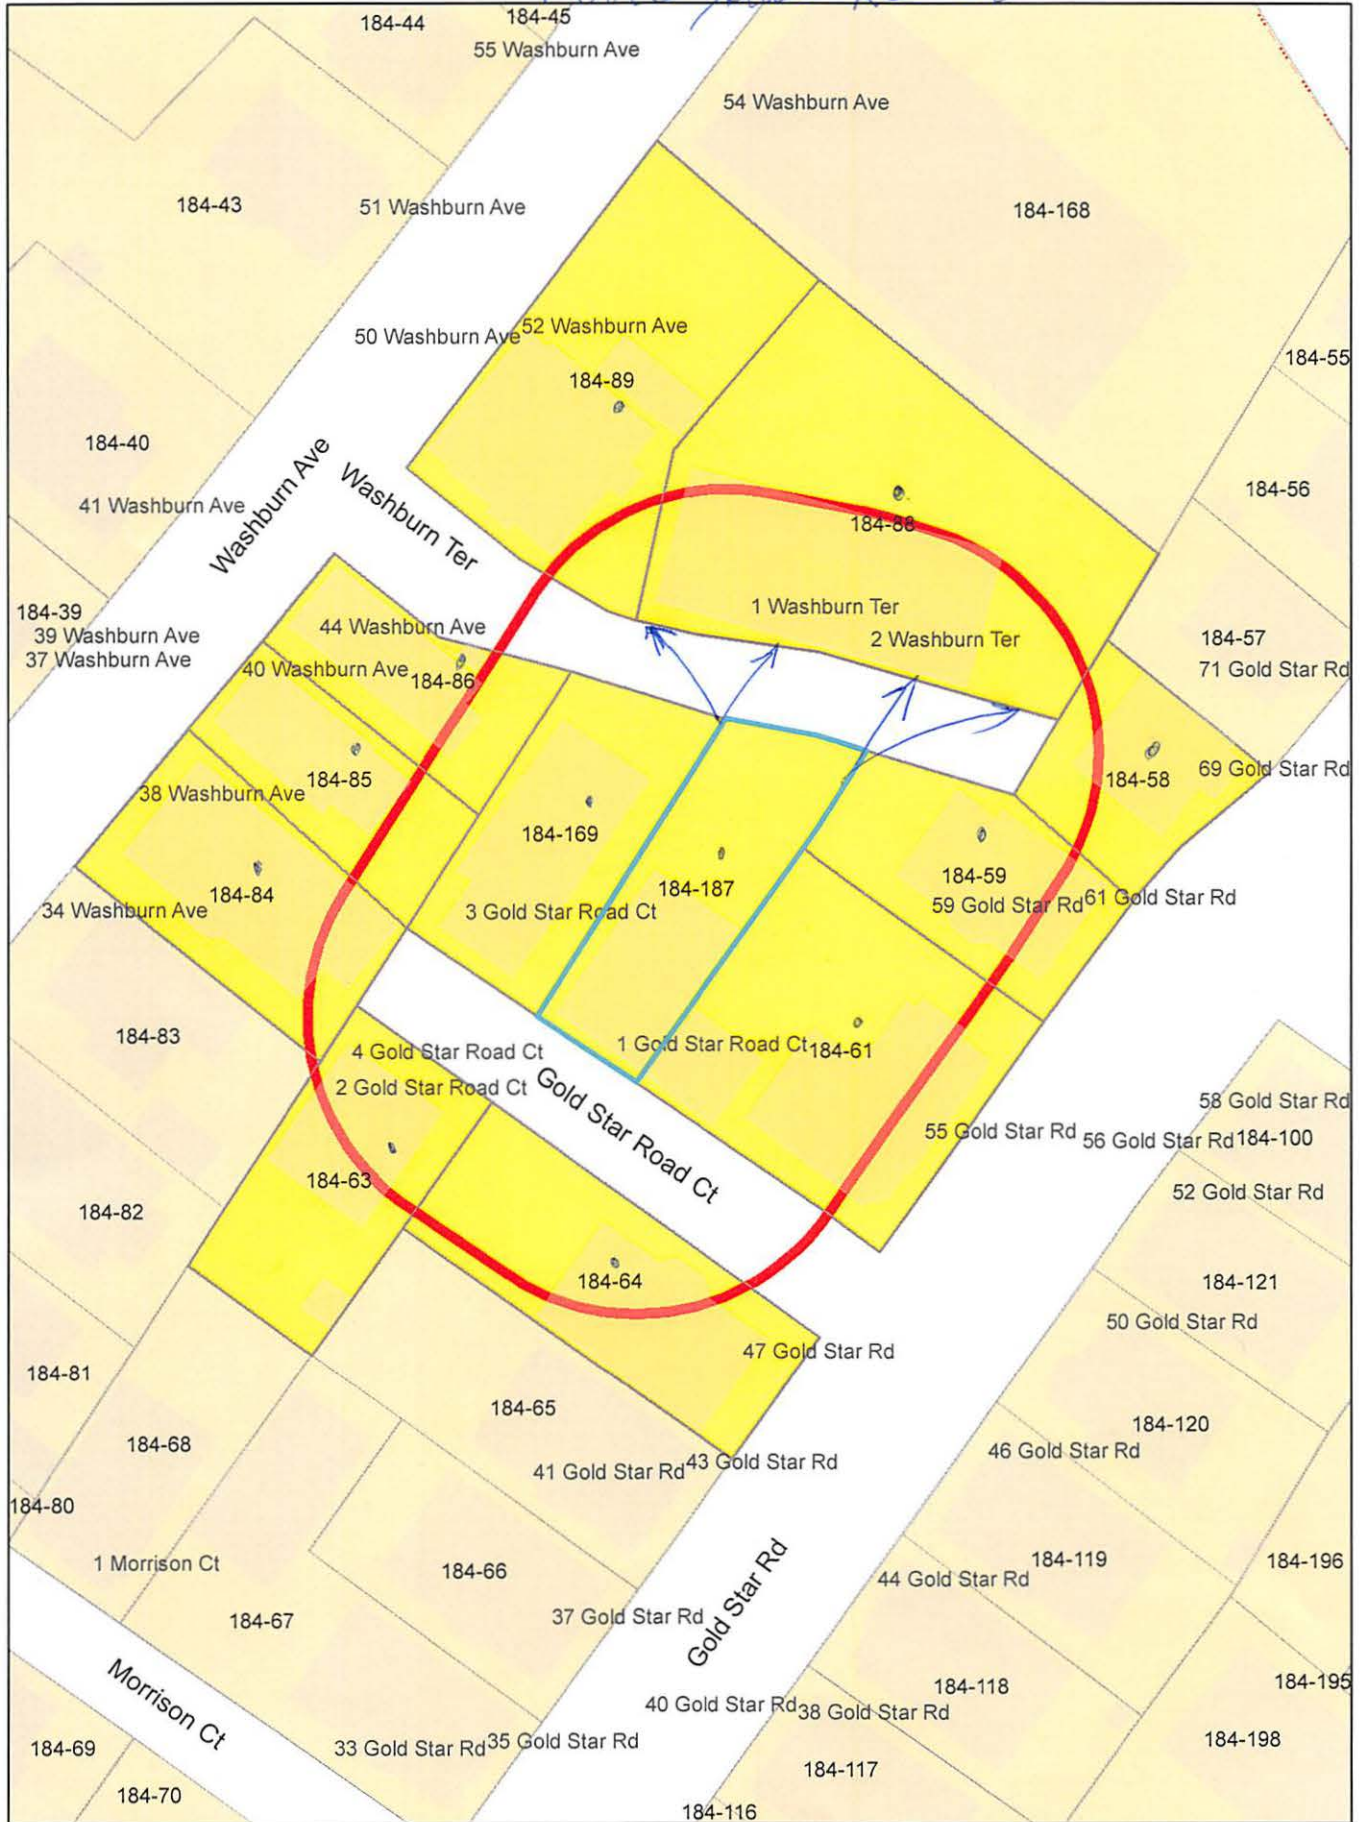 184-44
184-45
55 Washburn Ave
54 Washburn Ave
184-43
51 Washburn Ave
184-168
50 Washburn Ave
52 Washburn Ave
184-55
184-89
184-40
41 Washburn Ave
Washburn Ave
Washburn Ter
184-56
184-88
184-39
39 Washburn Ave
37 Washburn Ave
44 Washburn Ave
1 Washburn Ter
2 Washburn Ter
184-57
71 Gold Star Rd
40 Washburn Ave
184-86
184-85
38 Washburn Ave
184-58
69 Gold Star Rd
184-169
184-187
184-59
184-84
34 Washburn Ave
3 Gold Star Road Ct
59 Gold Star Rd
61 Gold Star Rd
184-83
4 Gold Star Road Ct
2 Gold Star Road Ct
1 Gold Star Road Ct
184-61
Gold Star Road Ct
55 Gold Star Rd
56 Gold Star Rd
58 Gold Star Rd
184-100
184-63
52 Gold Star Rd
184-82
184-64
184-121
50 Gold Star Rd
47 Gold Star Rd
184-81
184-65
184-120
184-68
41 Gold Star Rd
43 Gold Star Rd
46 Gold Star Rd
184-80
1 Morrison Ct
184-66
184-119
184-196
44 Gold Star Rd
184-67
37 Gold Star Rd
Gold Star Rd
Morrison Ct
184-118
184-195
40 Gold Star Rd
38 Gold Star Rd
184-69
33 Gold Star Rd
35 Gold Star Rd
184-198
184-117
184-70
184-116